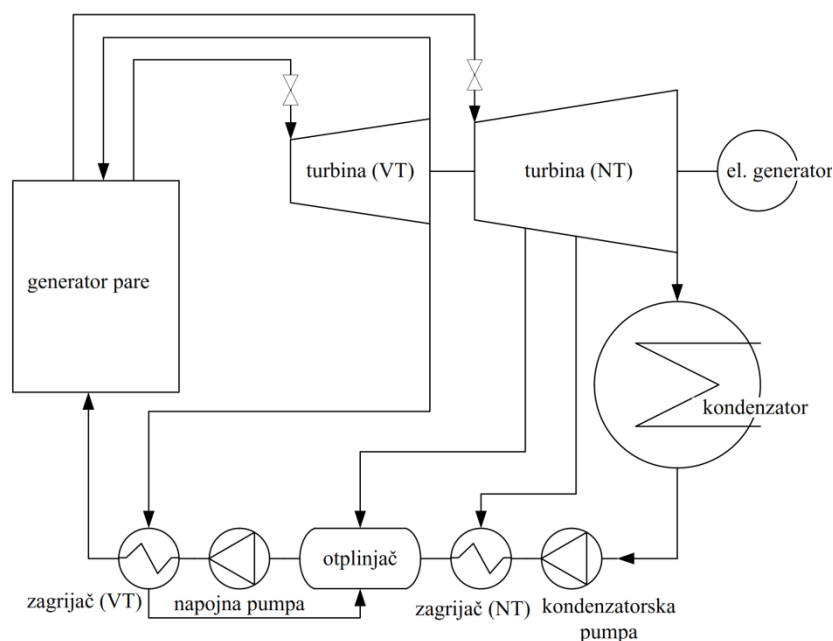 turbina (VT)
turbina (NT)
el. generator
generator pare
kondenzator
otplinjač
zagrijač (VT)
napojna pumpa
zagrijač (NT)
kondenzatorska
pumpa